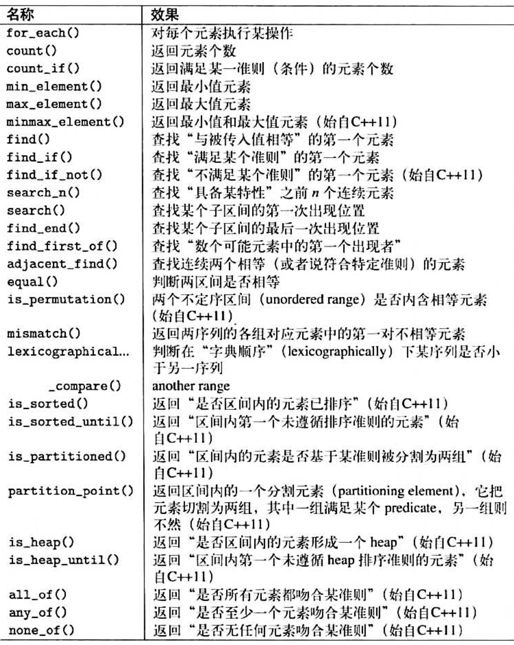 名称 效果
for_each() 对每个元素执行某操作
count() 返回元素个数
count_if() 返回满足某一准则（条件）的元素个数
min_element() 返回最小值元素
max_element() 返回最大值元素
minmax_element() 返回最小值和最大值元素（始自C++11）
find() 查找“与被传入值相等”的第一个元素
find_if() 查找“满足某个准则”的第一个元素
find_if_not() 查找“不满足某个准则”的第一个元素（始自C++11）
search_n() 查找“具备某特性”之前 n 个连续元素
search() 查找某个子区间的第一次出现位置
find_end() 查找某个子区间的最后一次出现位置
find_first_of() 查找“数个可能元素中的第一个出现者”
adjacent_find() 查找连续两个相等（或者说符合特定准则）的元素
equal() 判断两区间是否相等
is_permutation() 两个不定序区间（unordered range）是否内含相等元素
（始自C++11）
mismatch() 返回两序列的各组对应元素中的第一对不相等元素
lexicographical... 判断在“字典顺序”（lexicographically）下某序列是否小
于另一序列
_compare() another range
is_sorted() 返回“是否区间内的元素已排序”（始自C++11）
is_sorted_until() 返回“区间内第一个未遵循排序准则的元素”（始
自C++11）
is_partitioned() 返回“区间内的元素是否基于某准则被分割为两组”（始
自C++11）
partition_point() 返回区间内的一个分割元素（partitioning element），它把
元素切割为两组，其中一组满足某个 predicate，另一组则
不然（始自C++11）
is_heap() 返回“是否区间内的元素形成一个 heap”（始自C++11）
is_heap_until() 返回“区间内第一个未遵循 heap 排序准则的元素”（始
自C++11）
all_of() 返回“是否所有元素都吻合某准则”（始自C++11）
any_of() 返回“是否至少一个元素吻合某准则”（始自C++11）
none_of() 返回“是否无任何元素吻合某准则”（始自C++11）